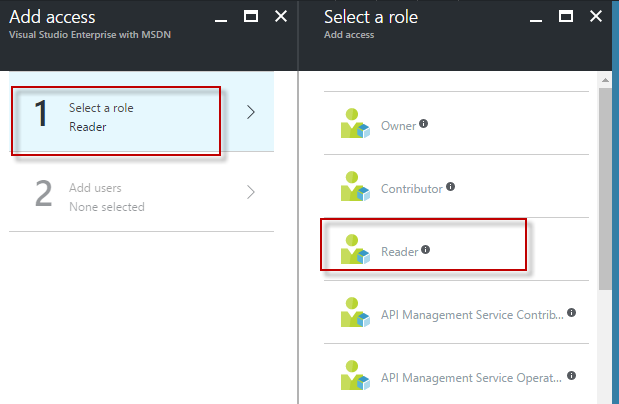 Add access
Visual Studio Enterprise with MSDN
1
Select a role
Reader
2
Add users
None selected
Select a role
Add access
Owner
Contributor
Reader
API Management Service Contrib...
API Management Service Operat...